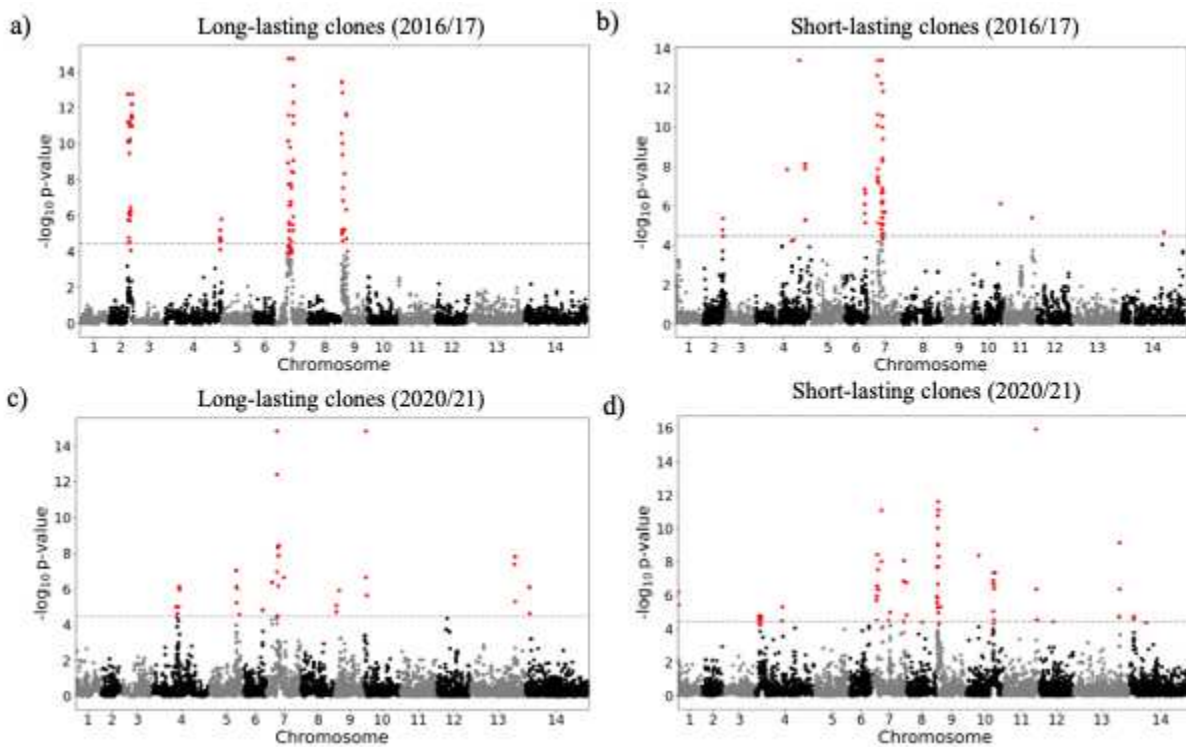 a)
Long-lasting clones (2016/17)
-log10 p-value
14
12
10
8
6
4
2
0
1 2 3 4 5 6 7 8 9 10 11 12 13 14
Chromosome
b)
Short-lasting clones (2016/17)
-log10 p-value
14
12
10
8
6
4
2
0
1 2 3 4 5 6 7 8 9 10 11 12 14
Chromosome
c)
Long-lasting clones (2020/21)
-log10 p-value
14
12
10
8
6
4
2
0
1 2 3 4 5 6 7 8 9 10 11 12 13 14
Chromosome
d)
Short-lasting clones (2020/21)
-log10 p-value
16
14
12
10
8
6
4
2
0
1 2 3 4 5 6 7 8 9 10 11 12 13 14
Chromosome